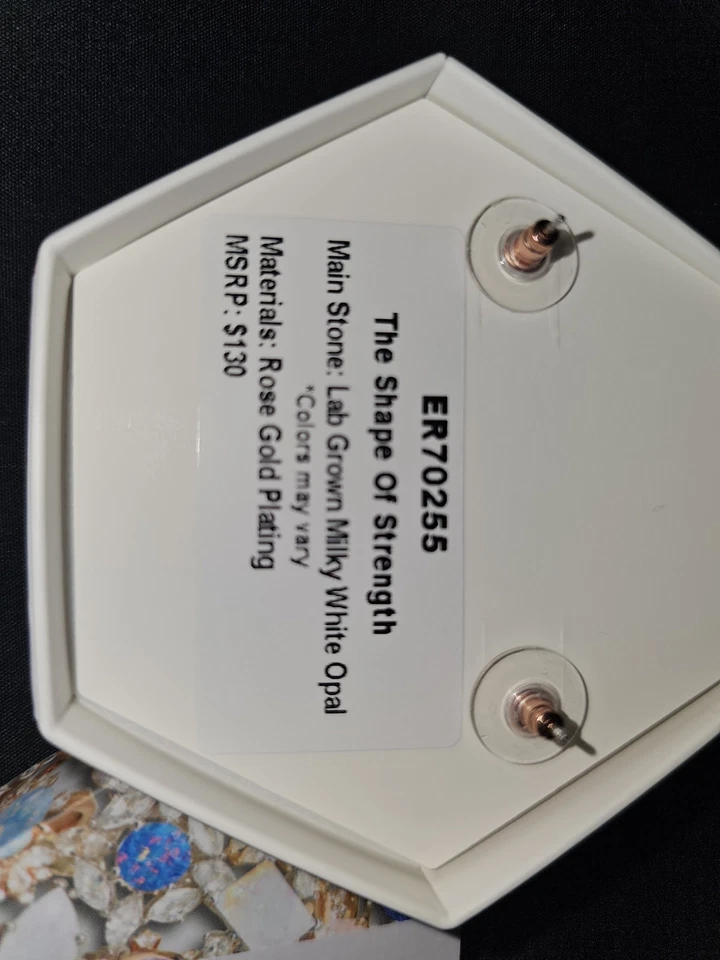 ER70255
The Shape Of Strength
Main Stone: Lab Grown Milky White Opal
*Colors may vary
Materials: Rose Gold Plating
MSRP: $130